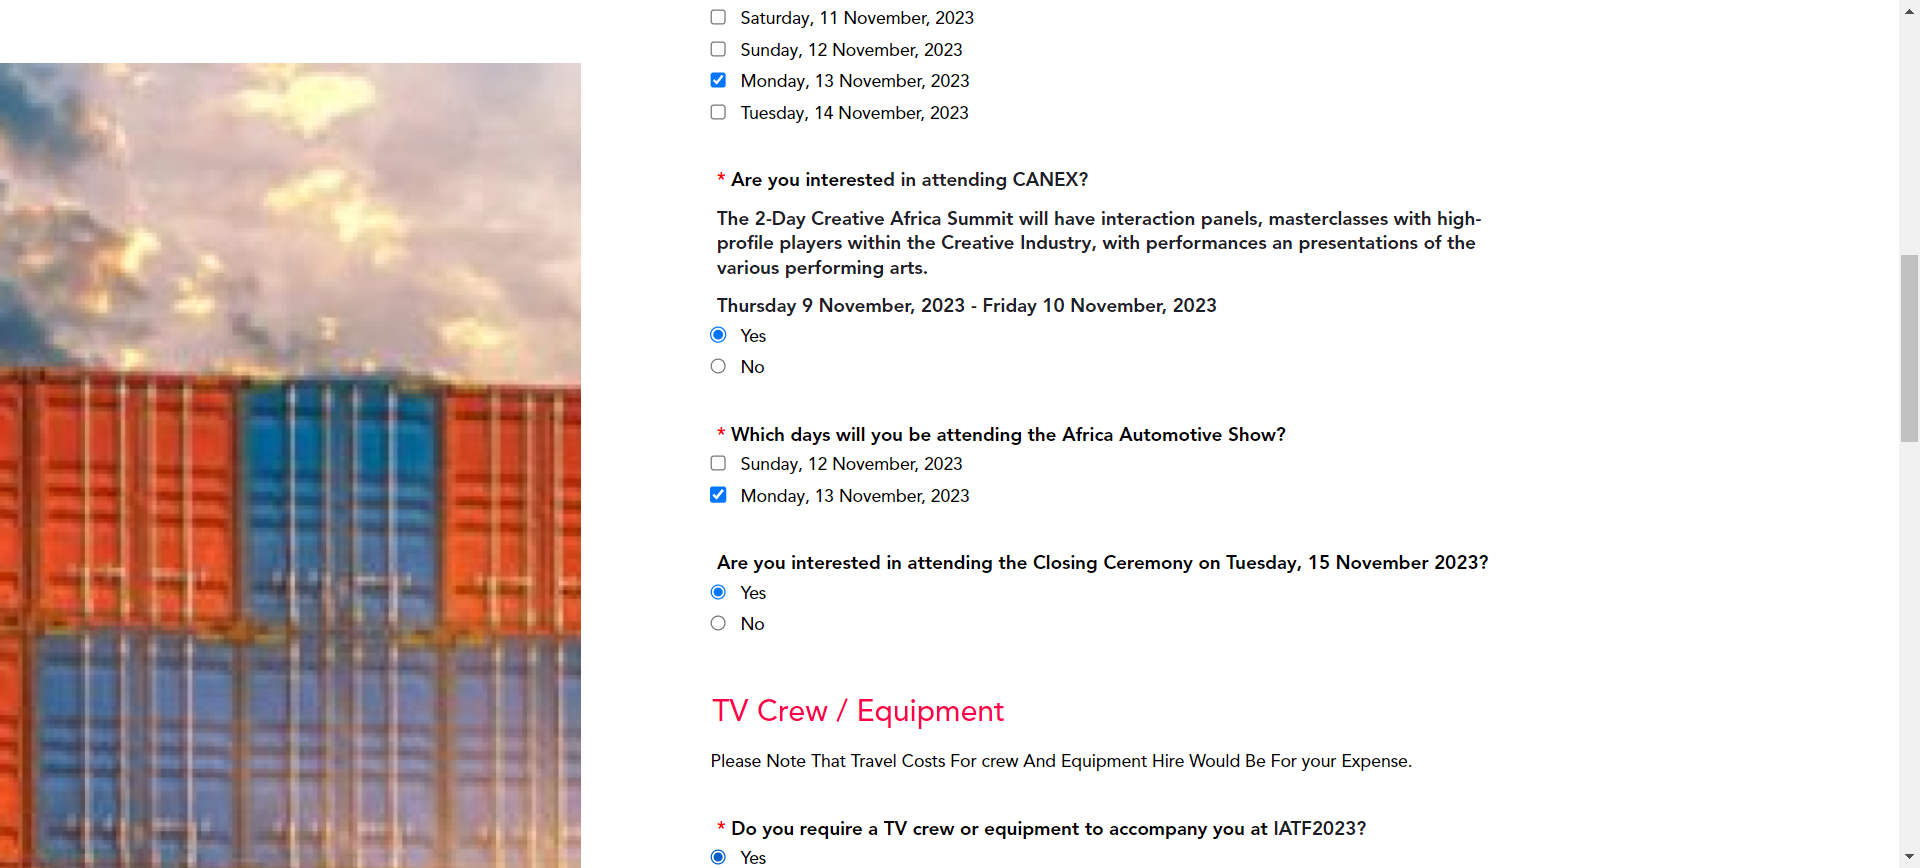 Saturday, 11 November, 2023
Sunday, 12 November, 2023
Monday, 13 November, 2023
Tuesday, 14 November, 2023
* Are you interested in attending CANEX?
The 2-Day Creative Africa Summit will have interaction panels, masterclasses with high-
profile players within the Creative Industry, with performances an presentations of the
various performing arts.
Thursday 9 November, 2023 - Friday 10 November, 2023
Yes
No
* Which days will you be attending the Africa Automotive Show?
Sunday, 12 November, 2023
Monday, 13 November, 2023
Are you interested in attending the Closing Ceremony on Tuesday, 15 November 2023?
Yes
No
TV Crew / Equipment
Please Note That Travel Costs For crew And Equipment Hire Would Be For your Expense.
* Do you require a TV crew or equipment to accompany you at IATF2023?
Yes